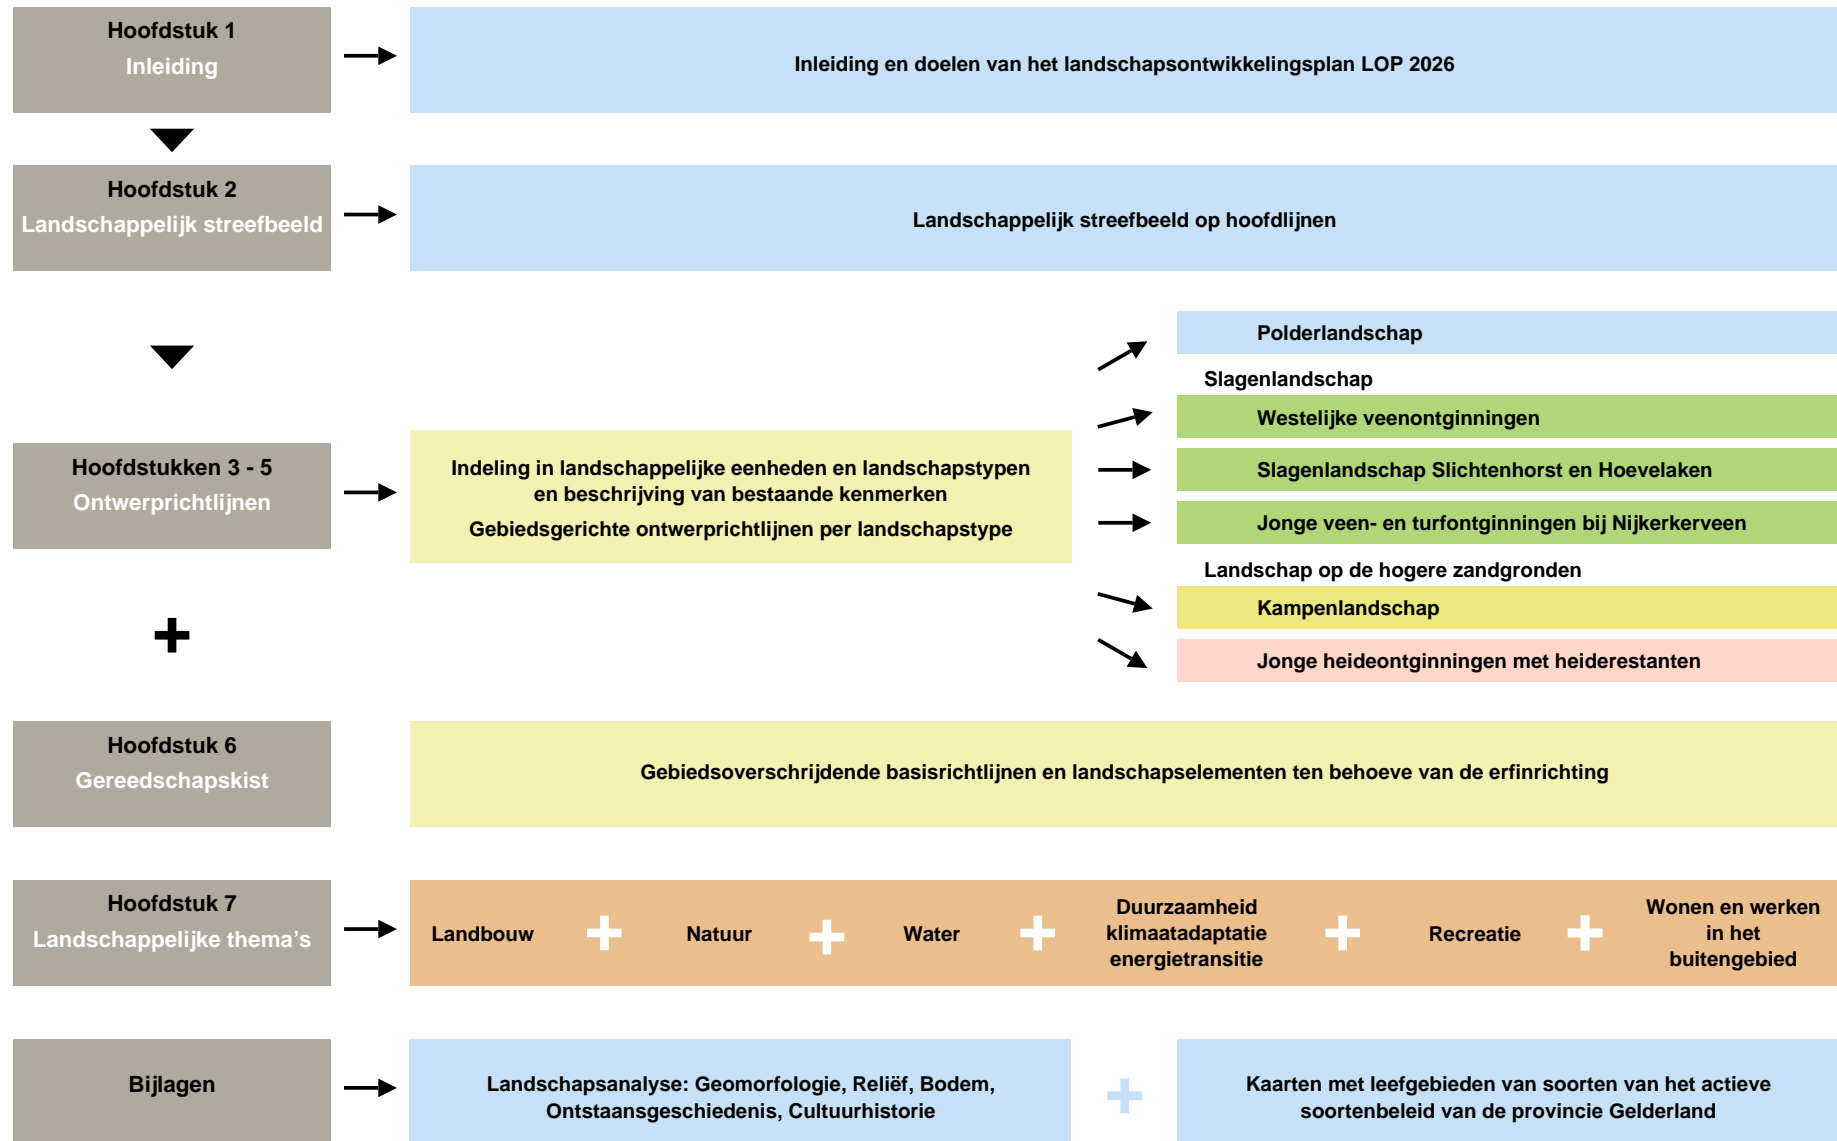 Hoofdstuk 1
Inleiding
Inleiding en doelen van het landschapsontwikkelingsplan LOP 2026
Hoofdstuk 2
Landschappelijk streefbeeld
Landschappelijk streefbeeld op hoofdlijnen
Hoofdstukken 3 - 5
Ontwerprichtlijnen
Indeling in landschappelijke eenheden en landschapstypen
en beschrijving van bestaande kenmerken
Gebiedsgerichte ontwerprichtlijnen per landschapstype
Polderlandschap
Slagenlandschap
Westelijke veenontginningen
Slagenlandschap Slichtenhorst en Hoevelaken
Jonge veen- en turfontginningen bij Nijkerkerveen
Landschap op de hogere zandgronden
Kampenlandschap
Jonge heideontginningen met heiderestanten
Hoofdstuk 6
Gereedschapskist
Gebiedsoverschrijdende basisrichtlijnen en landschapselementen ten behoeve van de erfinrichting
Hoofdstuk 7
Landschappelijke thema's
Landbouw
Natuur
Water
Duurzaamheid
klimaatadaptatie
energietransitie
Recreatie
Wonen en werken
in het
buitengebied
Bijlagen
Landschapsanalyse: Geomorfologie, Reliëf, Bodem,
Ontstaansgeschiedenis, Cultuurhistorie
Kaarten met leefgebieden van soorten van het actieve
soortenbeleid van de provincie Gelderland